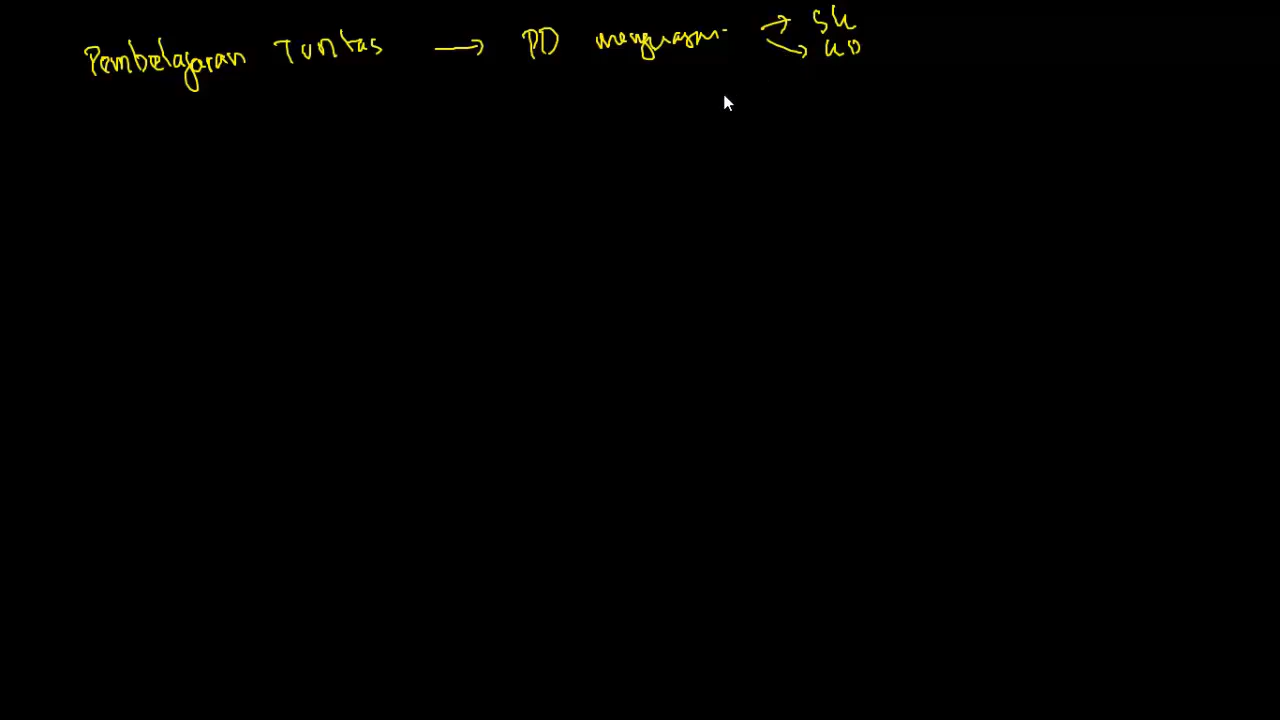 Pembelajaran Tuntas → PD menguasai → SK
→ KD